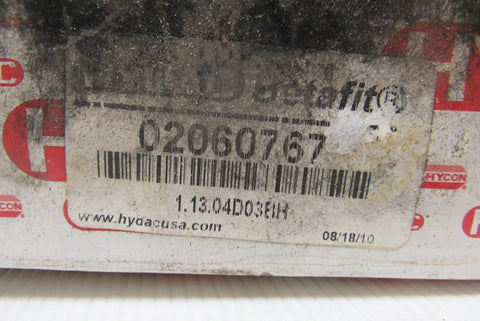 Betafit®
02060767
1.13.04D03BH
www.hydacusa.com
08/18/10
HYCON
HYCON